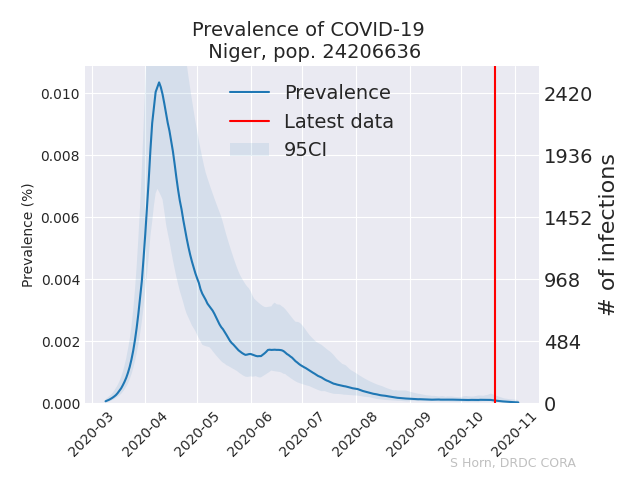 Prevalence of COVID-19
Niger, pop. 24206636
Prevalence
Latest data
95CI
Prevalence (%)
0.010
0.008
0.006
0.004
0.002
0.000
2420
1936
1452
968
484
0
# of infections
2020-03
2020-04
2020-05
2020-06
2020-07
2020-08
2020-09
2020-10
2020-11
S Horn, DRDC CORA